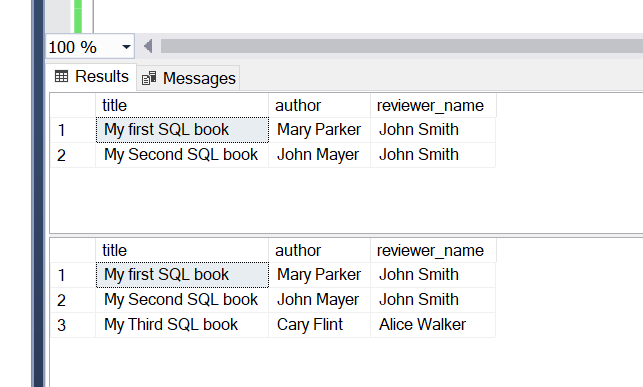 100 %
Results Messages
title author reviewer_name
1 My first SQL book Mary Parker John Smith
2 My Second SQL book John Mayer John Smith
title author reviewer_name
1 My first SQL book Mary Parker John Smith
2 My Second SQL book John Mayer John Smith
3 My Third SQL book Cary Flint Alice Walker